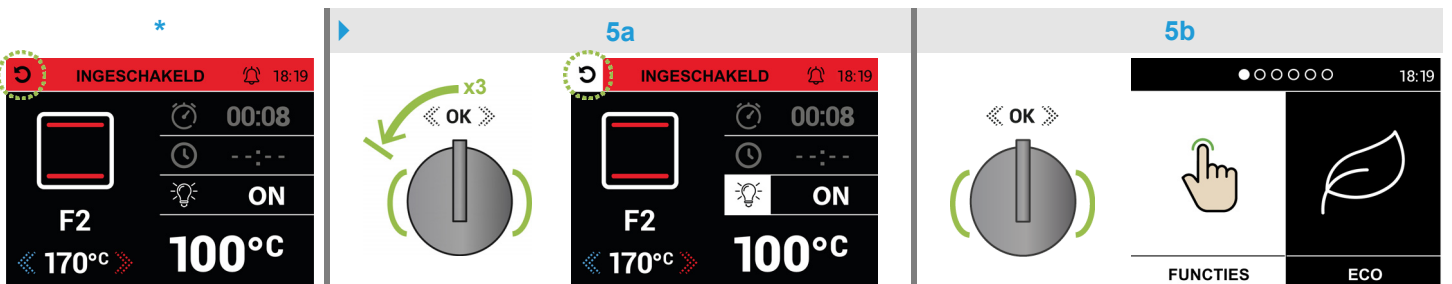 *
5a
5b
INGESCHAKELD 18:19
00:08
--:--
ON
F2
170°C
100°C
x3
OK
INGESCHAKELD 18:19
00:08
--:--
ON
F2
170°C
100°C
OK
18:19
FUNCTIES
ECO